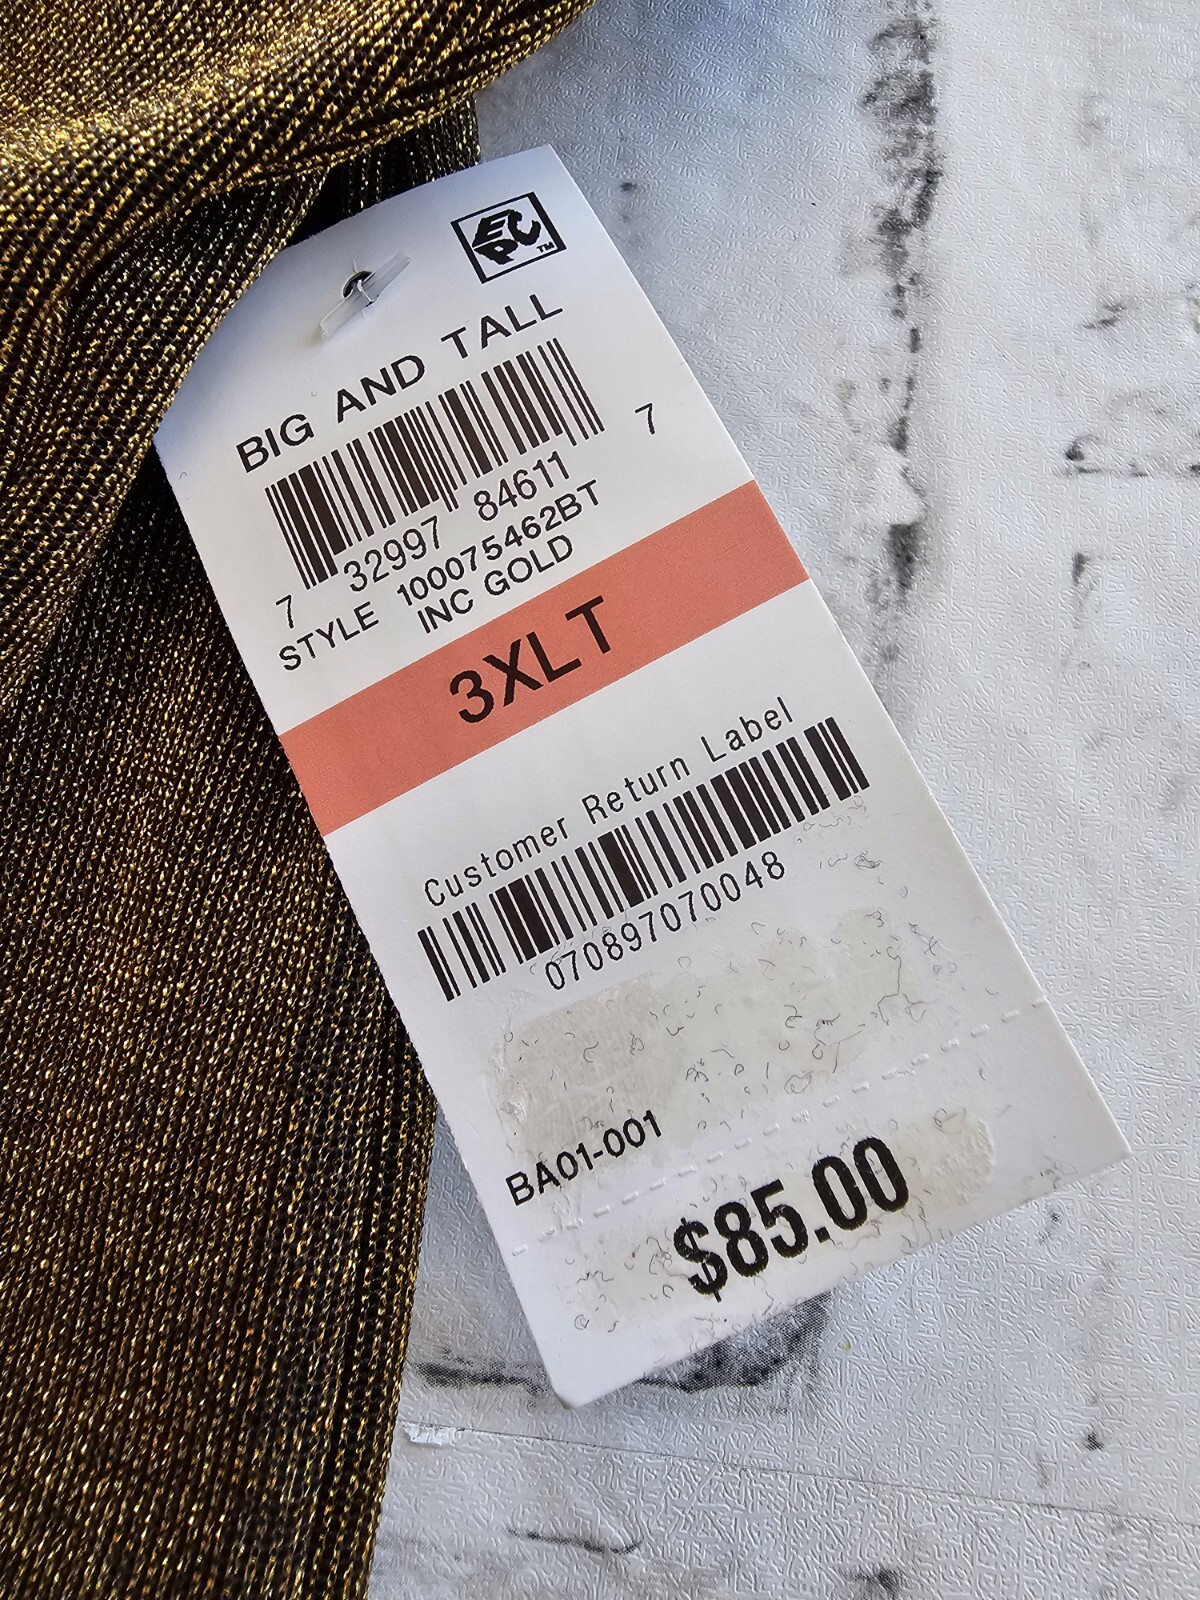 EPC™
BIG AND TALL
7 32997 84611 7
STYLE 100075462BT
INC GOLD
3XLT
Customer Return Label
070897070048
BA01-001
$85.00